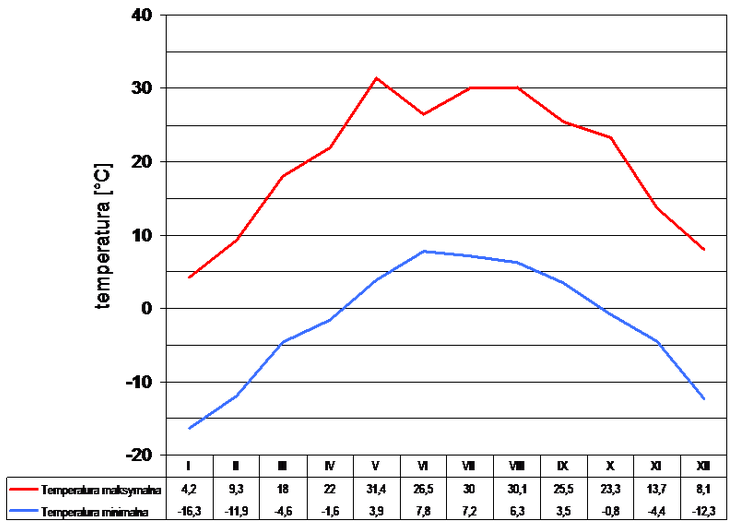 40
30
20
10
0
-10
-20
temperatura [°C]
I II III IV V VI VII VIII IX X XI XII
Temperatura maksymalna 4,2 9,3 18 22 31,4 26,5 30 30,1 25,5 23,3 13,7 8,1
Temperatura minimalna -16,3 -11,9 -4,6 -1,6 3,9 7,8 7,2 6,3 3,5 -0,8 -4,4 -12,3